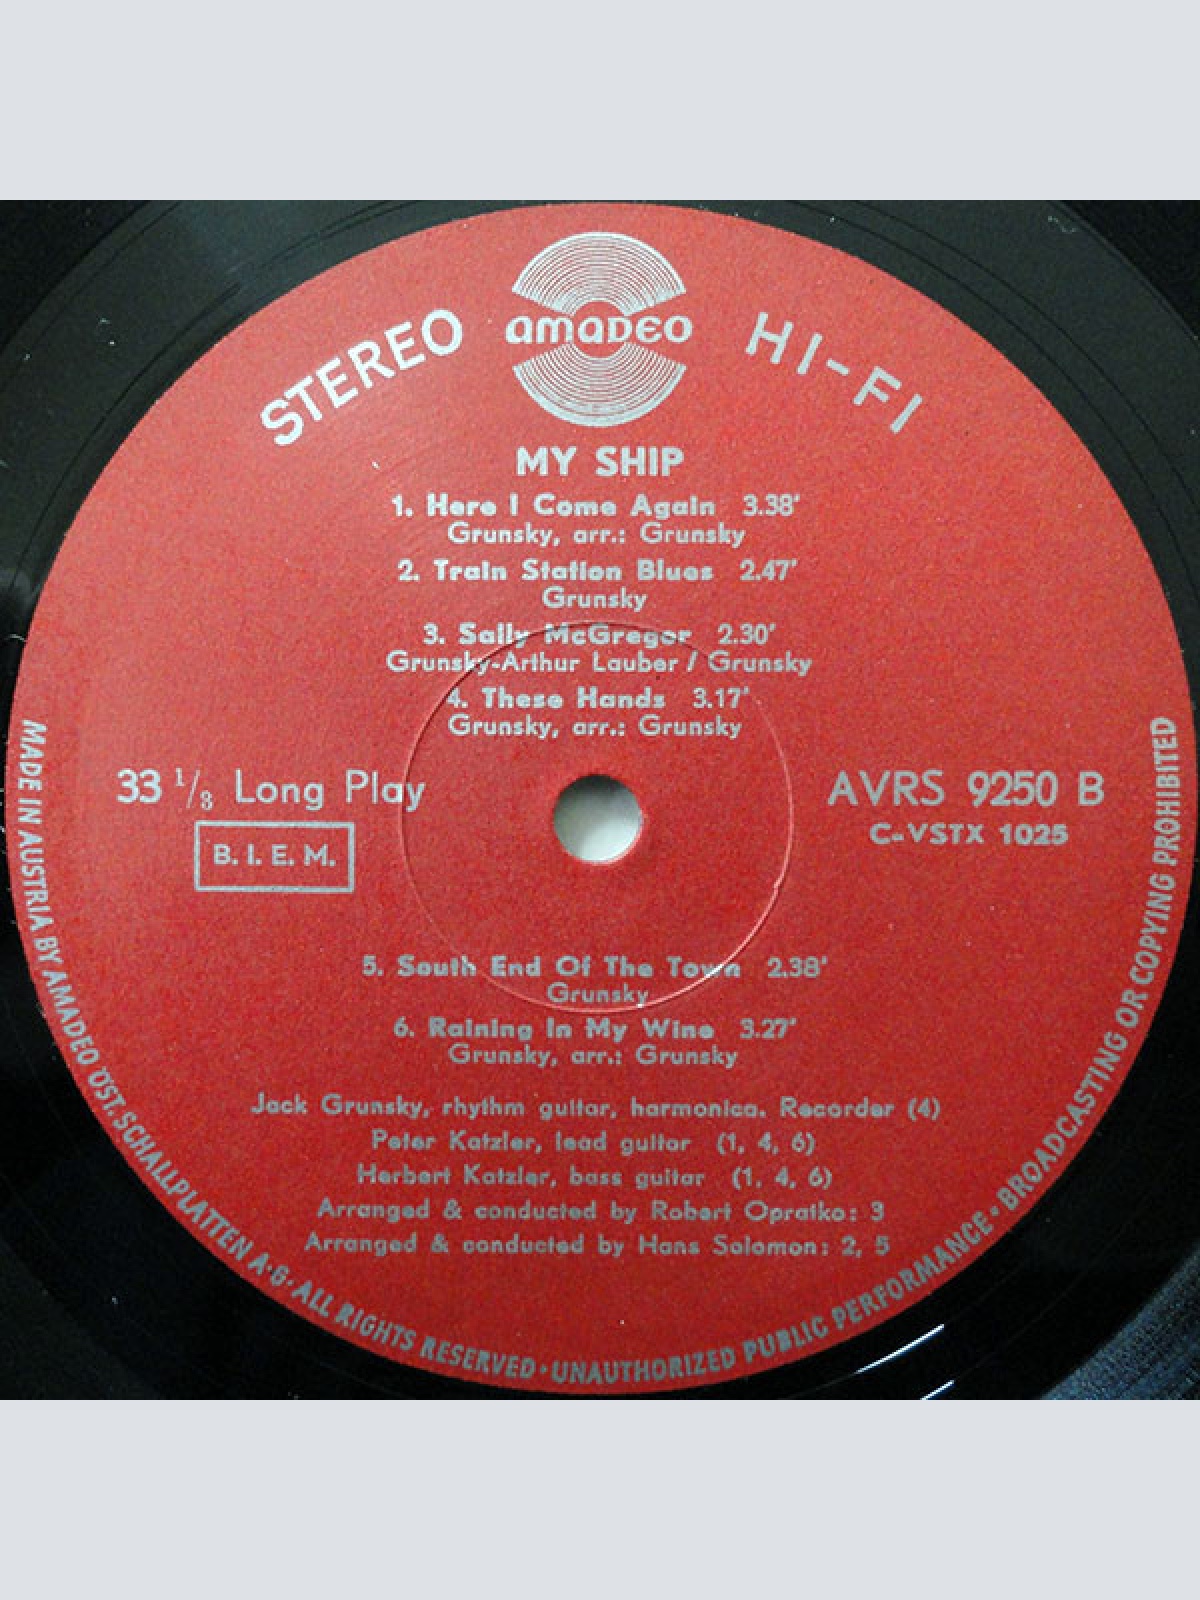 STEREO
amadeo
HI-FI
MY SHIP
1. Here I Come Again 3.38'
Grunsky, arr.: Grunsky
2. Train Station Blues 2.47'
Grunsky
3. Sally McGregor 2.30'
Grunsky-Arthur Lauber / Grunsky
4. These Hands 3.17'
Grunsky, arr.: Grunsky
33 1/3 Long Play
B. I. E. M.
AVRS 9250 B
C-VSTX 1025
5. South End Of The Town 2.38'
Grunsky
6. Raining In My Wine 3.27'
Grunsky, arr.: Grunsky
Jack Grunsky, rhythm guitar, harmonica. Recorder (4)
Peter Katzler, lead guitar (1, 4, 6)
Herbert Katzler, bass guitar (1, 4, 6)
Arranged & conducted by Robert Opratko: 3
Arranged & conducted by Hans Solomon: 2, 5
MADE IN AUSTRIA BY AMADEO ÖST. SCHALLPLATTEN A·G· ALL RIGHTS RESERVED · UNAUTHORIZED PUBLIC PERFORMANCE · BROADCASTING OR COPYING PROHIBITED